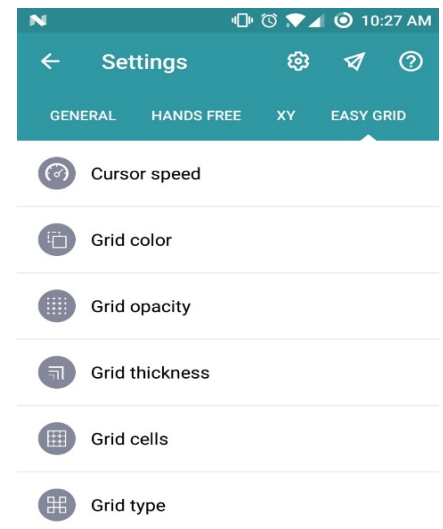 10:27 AM
Settings
GENERAL HANDS FREE XY EASY GRID
Cursor speed
Grid color
Grid opacity
Grid thickness
Grid cells
Grid type